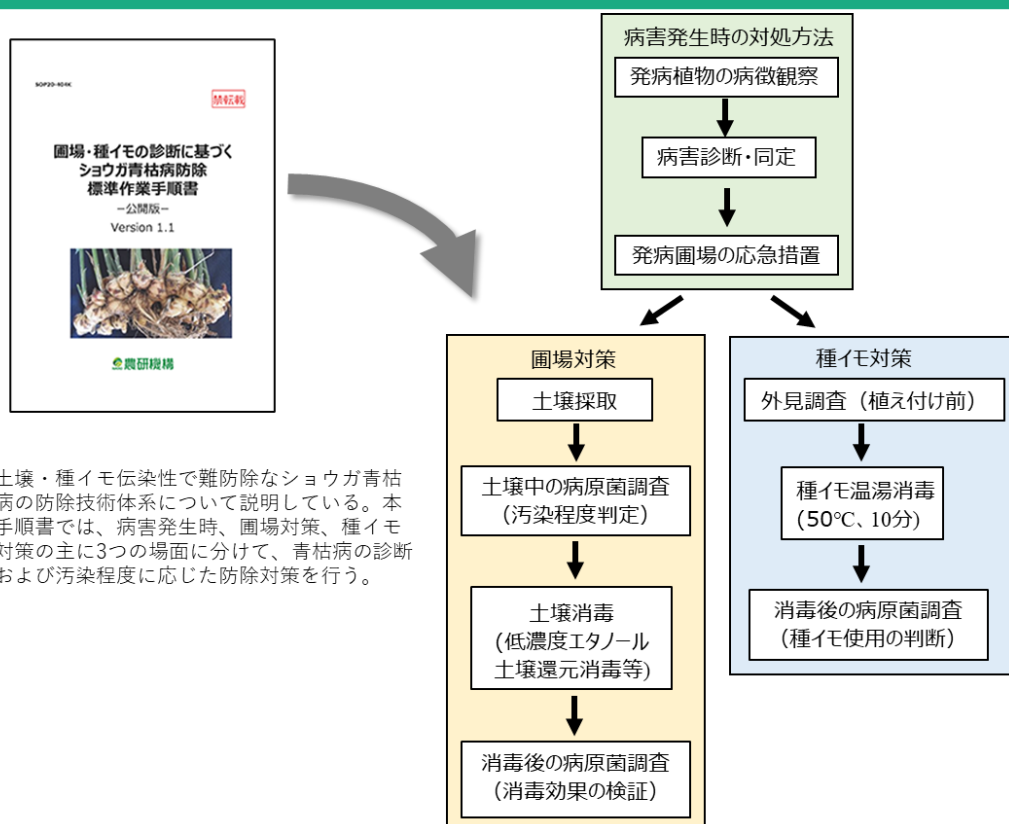 SOP20-404K
禁転載
圃場・種イモの診断に基づく
ショウガ青枯病防除
標準作業手順書
－公開版－
Version 1.1
農研機構
土壌・種イモ伝染性で難防除なショウガ青枯
病の防除技術体系について説明している。本
手順書では、病害発生時、圃場対策、種イモ
対策の主に3つの場面に分けて、青枯病の診断
および汚染程度に応じた防除対策を行う。
病害発生時の対処方法
発病植物の病徴観察
病害診断・同定
発病圃場の応急措置
圃場対策
土壌採取
土壌中の病原菌調査
（汚染程度判定）
土壌消毒
(低濃度エタノール
土壌還元消毒等)
消毒後の病原菌調査
（消毒効果の検証）
種イモ対策
外見調査（植え付け前）
種イモ温湯消毒
(50℃、10分)
消毒後の病原菌調査
（種イモ使用の判断）